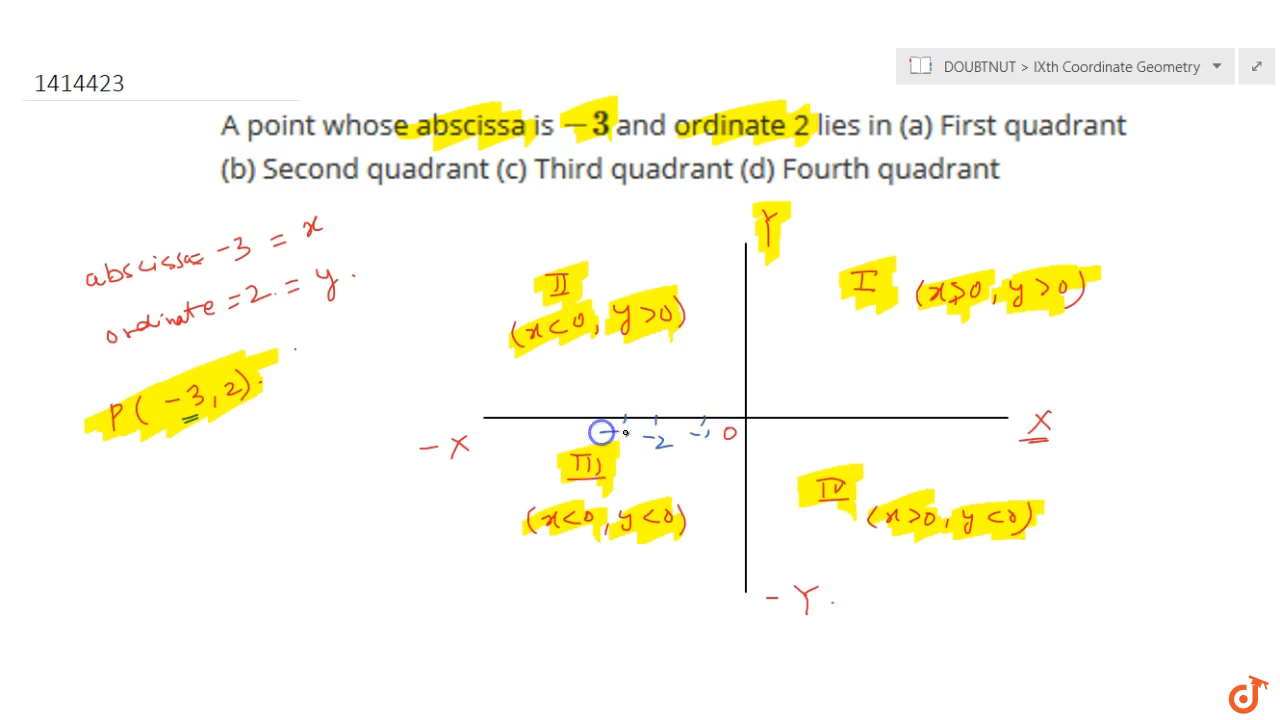 DOUBTNUT > IXth Coordinate Geometry
1414423
A point whose abscissa is −3 and ordinate 2 lies in (a) First quadrant
(b) Second quadrant (c) Third quadrant (d) Fourth quadrant
abscissa= -3 = x
ordinate = 2 = y.
P( -3, 2).
Y
II
(x<0, y>0)
I (x>0, y>0)
-X
-2
-1
0
X
III
(x<0, y<0)
IV (x>0, y<0)
-Y.